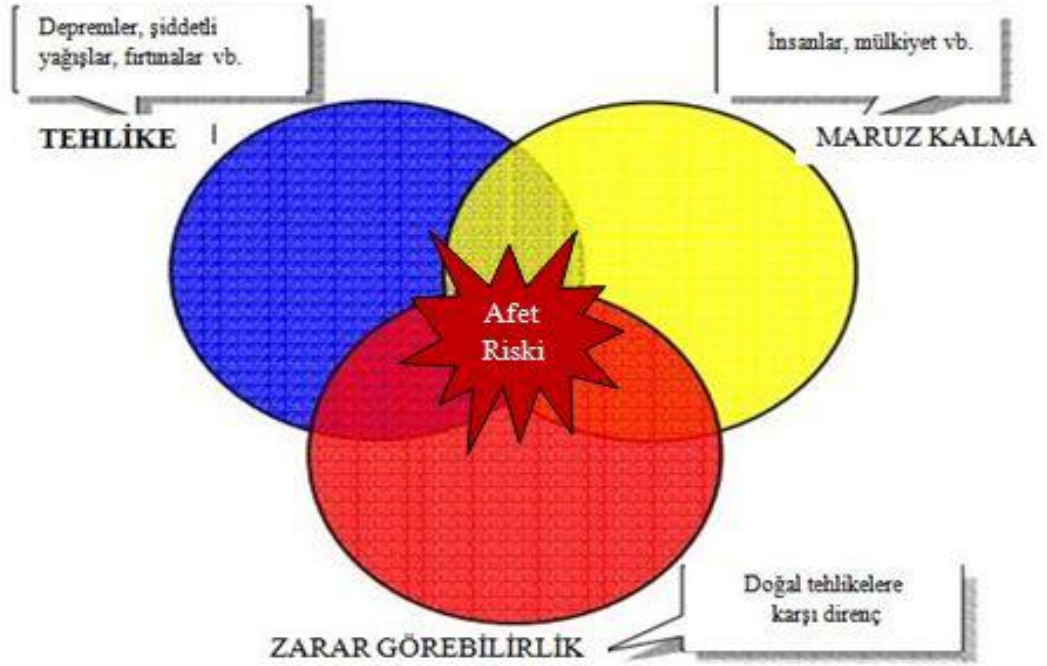 Depremler, şiddetli
yağışlar, fırtınalar vb.
İnsanlar, mülkiyet vb.
TEHLİKE
MARUZ KALMA
Afet
Riski
Doğal tehlikelere
karşı direnç
ZARAR GÖREBİLİRLİK